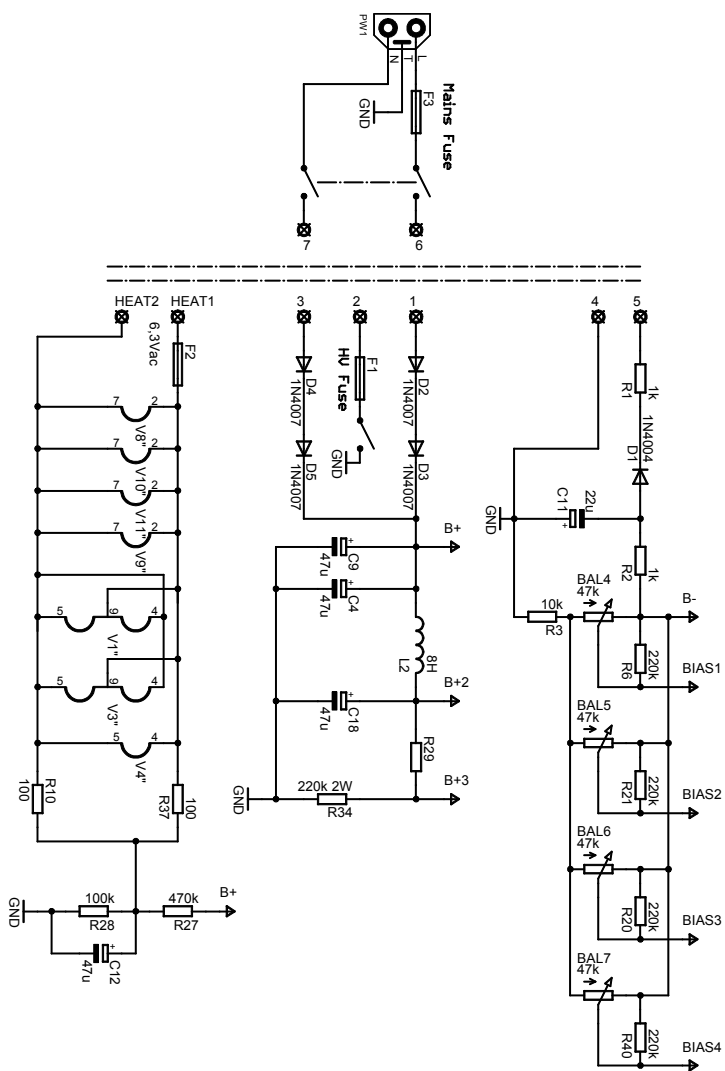 PW1
L
T
N
F3
GND
Mains Fuse
7
6
HEAT2
HEAT1
3
2
1
4
5
6,3Vac
F2
F1
HV Fuse
GND
D2
1N4007
D3
1N4007
D4
1N4007
D5
1N4007
1k
R1
1N4004
D1
22u
C11
+
GND
1k
R2
10k
R3
B-
BAL4
47k
220k
R6
BIAS1
BAL5
47k
220k
R21
BIAS2
BAL6
47k
220k
R20
BIAS3
BAL7
47k
220k
R40
BIAS4
B+
+
C9
47u
+
C4
47u
8H
L2
B+2
+
C18
47u
R29
B+3
220k 2W
R34
GND
7
2
V8"
7
2
V10"
7
2
V11"
7
2
V9"
5
9
4
V1"
5
9
4
V3"
5
4
V4"
R10
100
100
R37
100k
R28
470k
R27
B+
GND
+
C12
47u